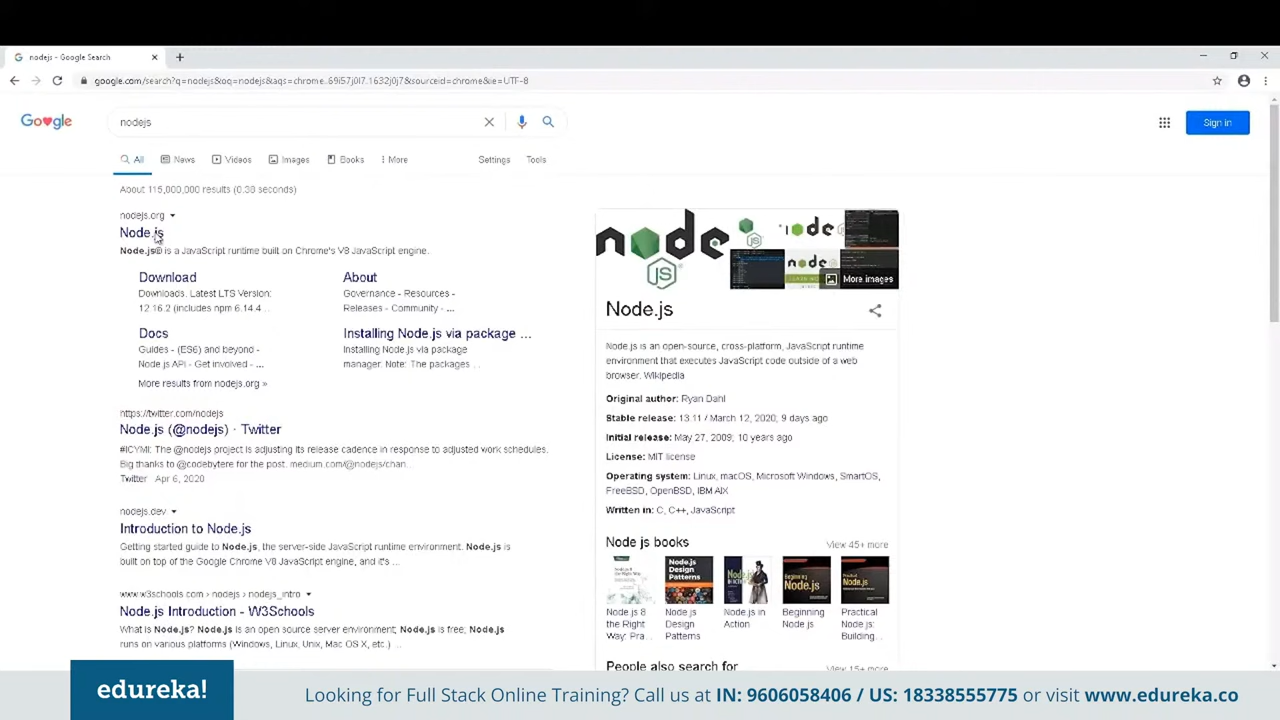 nodejs - Google Search
google.com/search?q=nodejs&oq=nodejs&aqs=chrome..69i57j0l7.1632j0j7&sourceid=chrome&ie=UTF-8
nodejs
Sign in
All News Videos Images Books More Settings Tools
About 115,000,000 results (0.38 seconds)
nodejs.org
Node.js
Node.js® is a JavaScript runtime built on Chrome's V8 JavaScript engine.
Download
Downloads. Latest LTS Version:
12.16.2 (includes npm 6.14.4 ...
About
Governance - Resources -
Releases - Community - ...
Docs
Guides - (ES6) and beyond -
Node.js API - Get involved - ...
Installing Node.js via package ...
Installing Node.js via package
manager: Note: The packages ...
More results from nodejs.org »
https://twitter.com/nodejs
Node.js (@nodejs) · Twitter
#ICYMI: The @nodejs project is adjusting its release cadence in response to adjusted work schedules.
Big thanks to @codebytere for the post. medium.com/@nodejs/chan...
Twitter · Apr 6, 2020
nodejs.dev
Introduction to Node.js
Getting started guide to Node.js, the server-side JavaScript runtime environment. Node.js is
built on top of the Google Chrome V8 JavaScript engine, and it's ...
www.w3schools.com › nodejs › nodejs_intro
Node.js Introduction - W3Schools
What is Node.js? Node.js is an open source server environment; Node.js is free; Node.js
runs on various platforms (Windows, Linux, Unix, Mac OS X, etc.) ...
node
JS
node
More images
Node.js
Node.js is an open-source, cross-platform, JavaScript runtime
environment that executes JavaScript code outside of a web
browser. Wikipedia
Original author: Ryan Dahl
Stable release: 13.11 / March 12, 2020; 9 days ago
Initial release: May 27, 2009; 10 years ago
License: MIT license
Operating system: Linux, macOS, Microsoft Windows, SmartOS,
FreeBSD, OpenBSD, IBM AIX
Written in: C, C++, JavaScript
Node js books
View 45+ more
Node.js 8
the Right
Way: Pra...
Node.js
Design
Patterns
Node.js in
Action
Beginning
Node.js
Practical
Node.js:
Building...
People also search for
View 15+ more
edureka!
Looking for Full Stack Online Training? Call us at IN: 9606058406 / US: 18338555775 or visit www.edureka.co